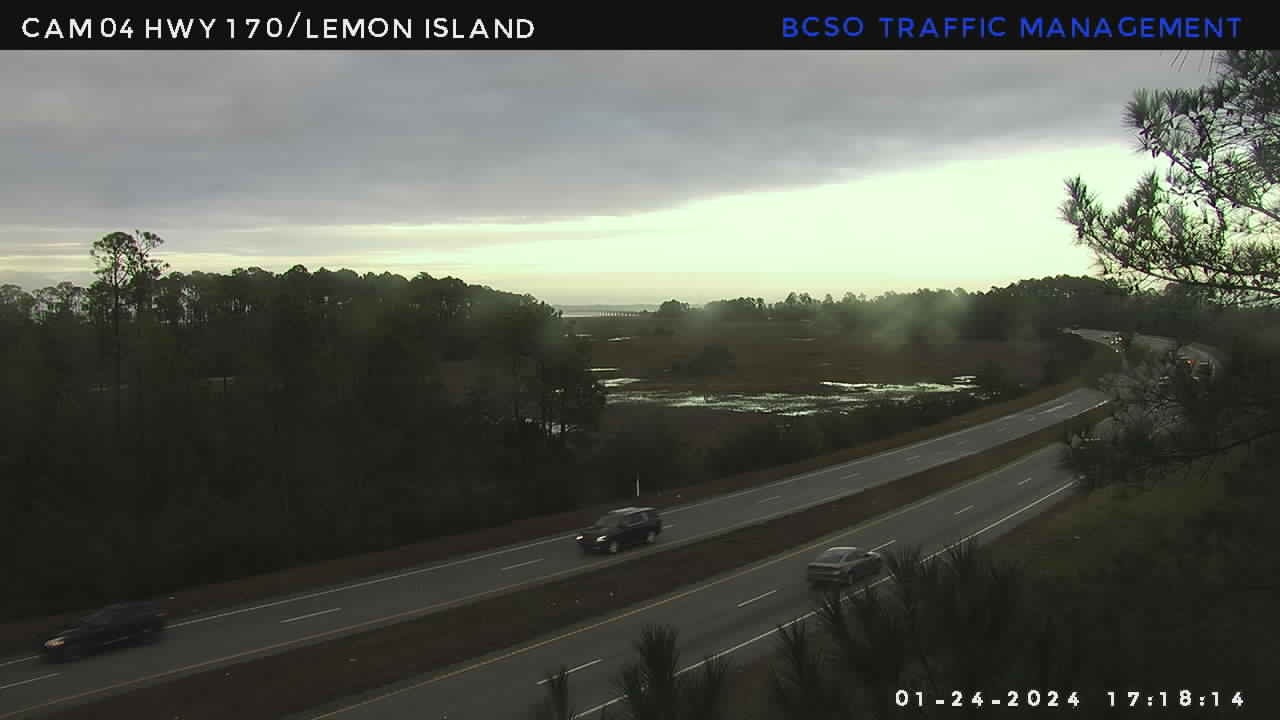 CAM04 HWY 170/LEMON ISLAND
BCSO TRAFFIC MANAGEMENT
01-24-2024 17:18:14